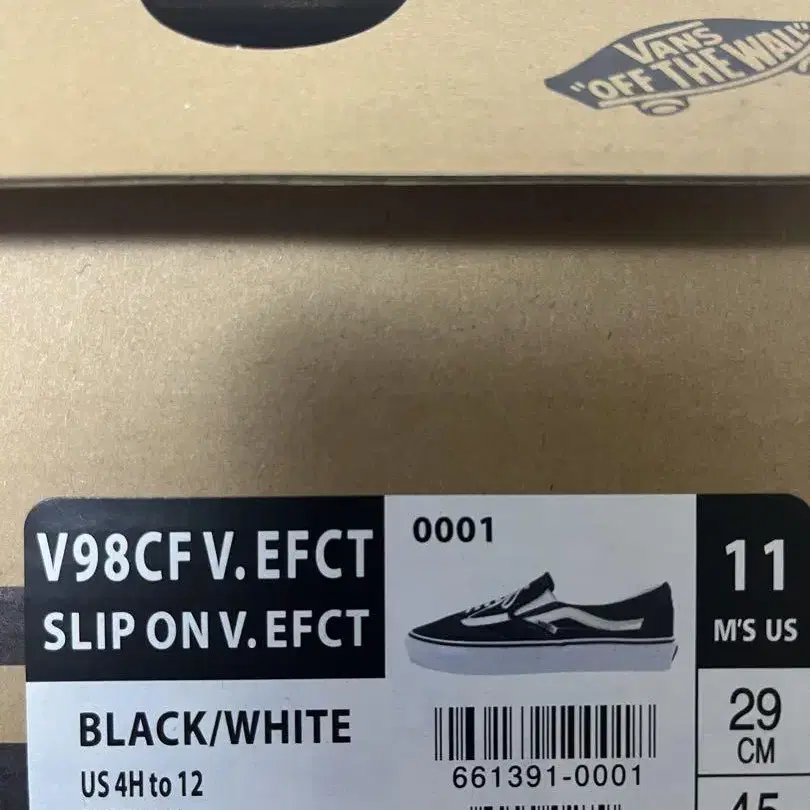 VANS
"OFF THE WALL"
V98CF V.EFCT
SLIP ON V.EFCT
0001
11
M'S US
BLACK/WHITE
US 4H to 12
661391-0001
29
CM
45